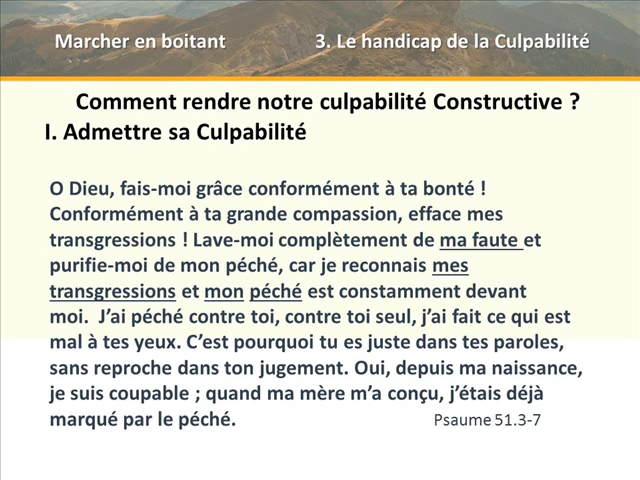 Marcher en boitant 3. Le handicap de la Culpabilité
Comment rendre notre culpabilité Constructive ?
I. Admettre sa Culpabilité
O Dieu, fais-moi grâce conformément à ta bonté !
Conformément à ta grande compassion, efface mes
transgressions ! Lave-moi complètement de ma faute et
purifie-moi de mon péché, car je reconnais mes
transgressions et mon péché est constamment devant
moi. J’ai péché contre toi, contre toi seul, j’ai fait ce qui est
mal à tes yeux. C’est pourquoi tu es juste dans tes paroles,
sans reproche dans ton jugement. Oui, depuis ma naissance,
je suis coupable ; quand ma mère m’a conçu, j’étais déjà
marqué par le péché. Psaume 51.3-7